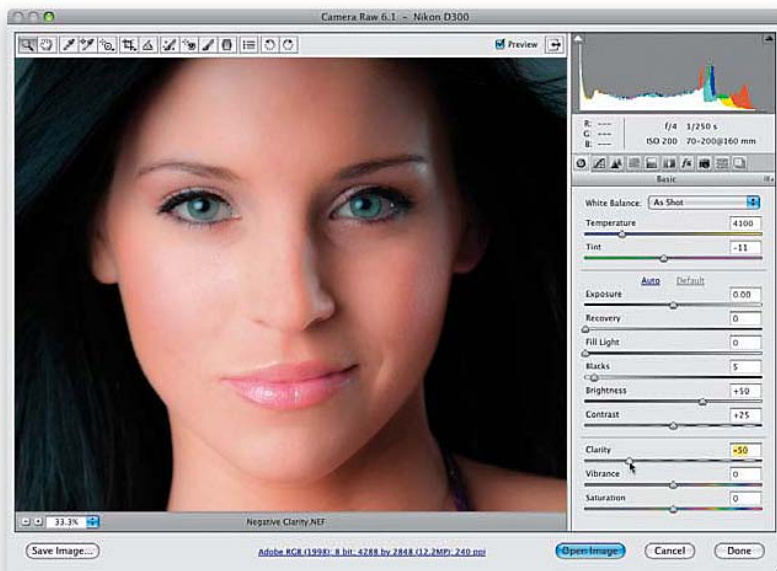 Camera Raw 6.1 – Nikon D300
Preview
R: ---
G: ---
B: ---
f/4 1/250 s
ISO 200 70-200@160 mm
Basic
White Balance: As Shot
Temperature 4100
Tint -11
Auto Default
Exposure 0.00
Recovery 0
Fill Light 0
Blacks 5
Brightness +50
Contrast +25
Clarity -50
Vibrance 0
Saturation 0
33.3%
Negative Clarity.NEF
Save Image...
Adobe RGB (1998); 8 bit; 4288 by 2848 (12.2MP); 240 ppi
Open Image
Cancel
Done